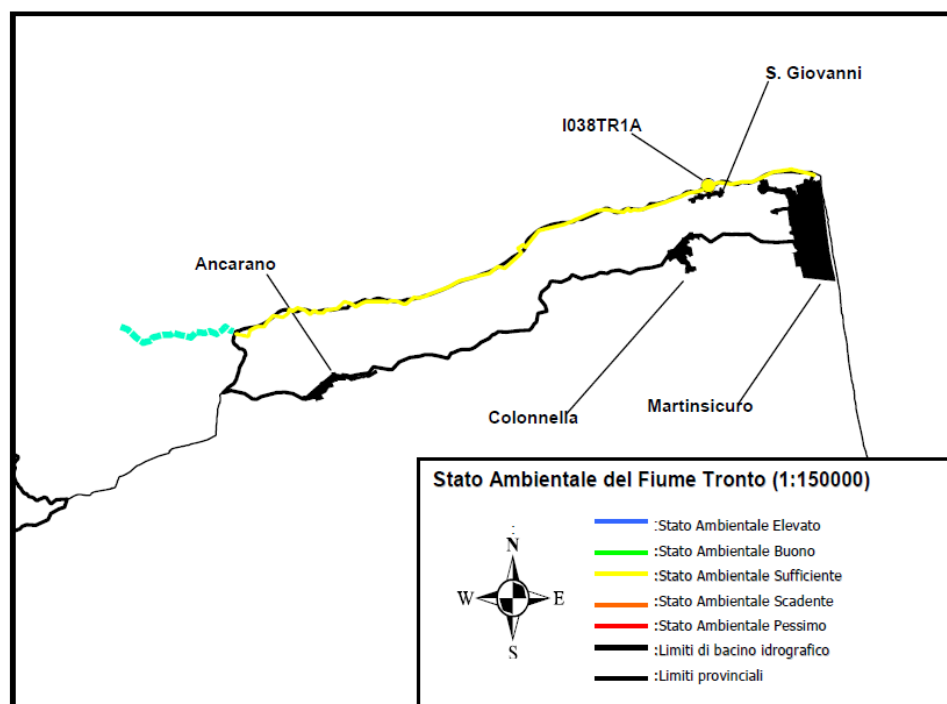 S. Giovanni
I038TR1A
Ancarano
Colonnella
Martinsicuro
Stato Ambientale del Fiume Tronto (1:150000)
N
W E
S
:Stato Ambientale Elevato
:Stato Ambientale Buono
:Stato Ambientale Sufficiente
:Stato Ambientale Scadente
:Stato Ambientale Pessimo
:Limiti di bacino idrografico
:Limiti provinciali